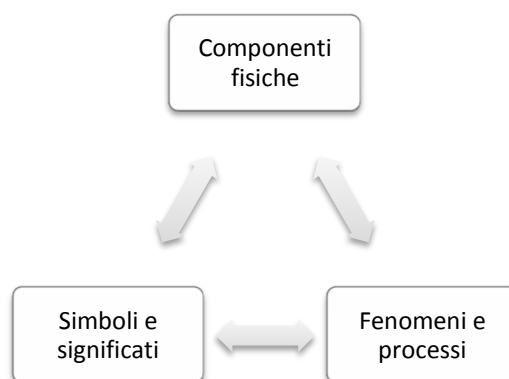 Componenti
fisiche
Simboli e
significati
Fenomeni e
processi